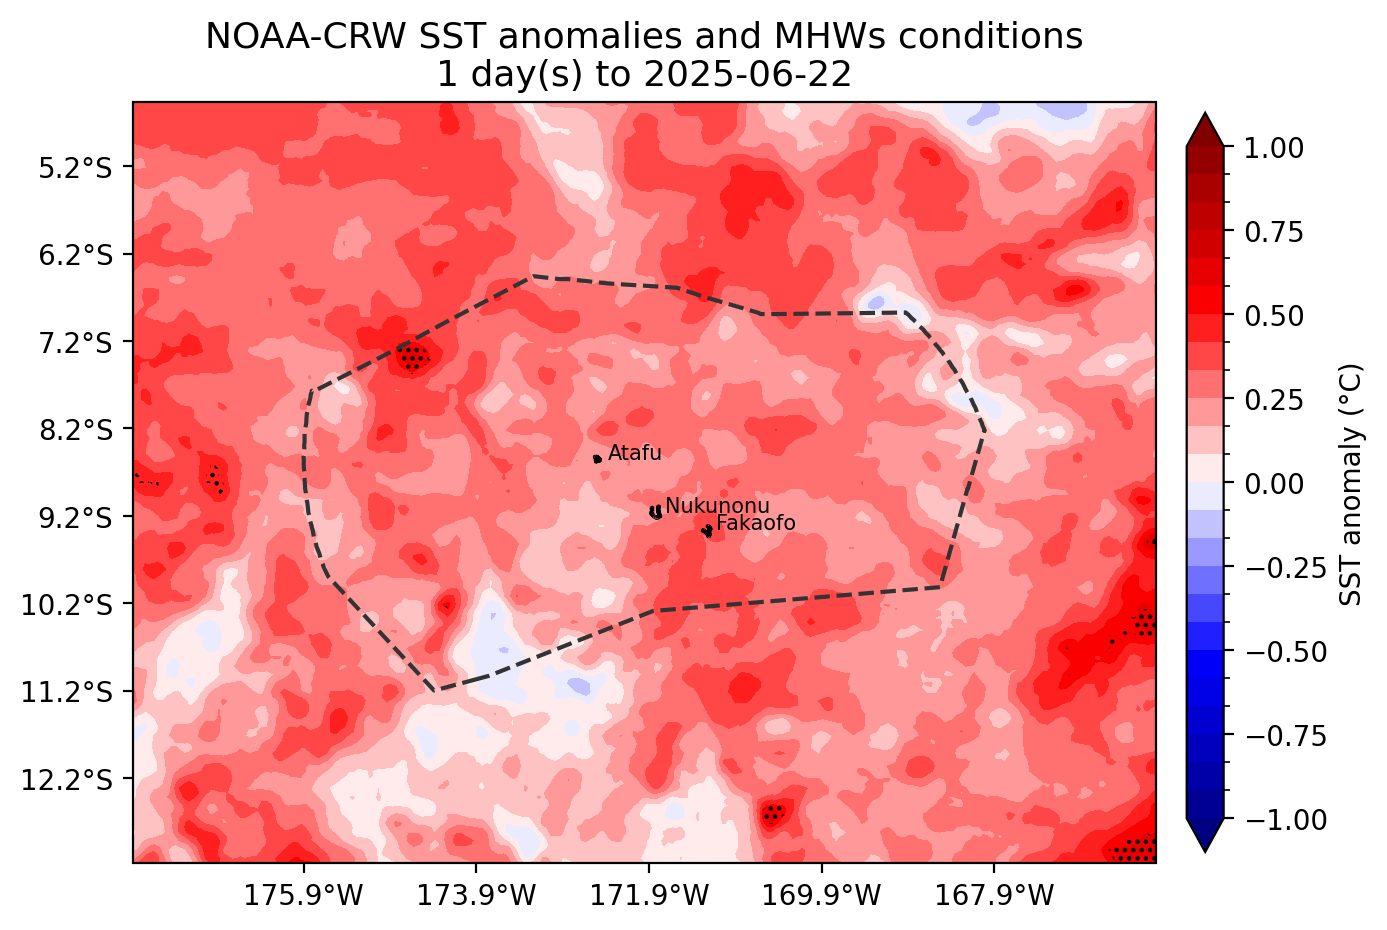 NOAA-CRW SST anomalies and MHWs conditions
1 day(s) to 2025-06-22
5.2°S
6.2°S
7.2°S
8.2°S
9.2°S
10.2°S
11.2°S
12.2°S
Atafu
Nukunonu
Fakaofo
175.9°W
173.9°W
171.9°W
169.9°W
167.9°W
1.00
0.75
0.50
0.25
0.00
−0.25
−0.50
−0.75
−1.00
SST anomaly (°C)